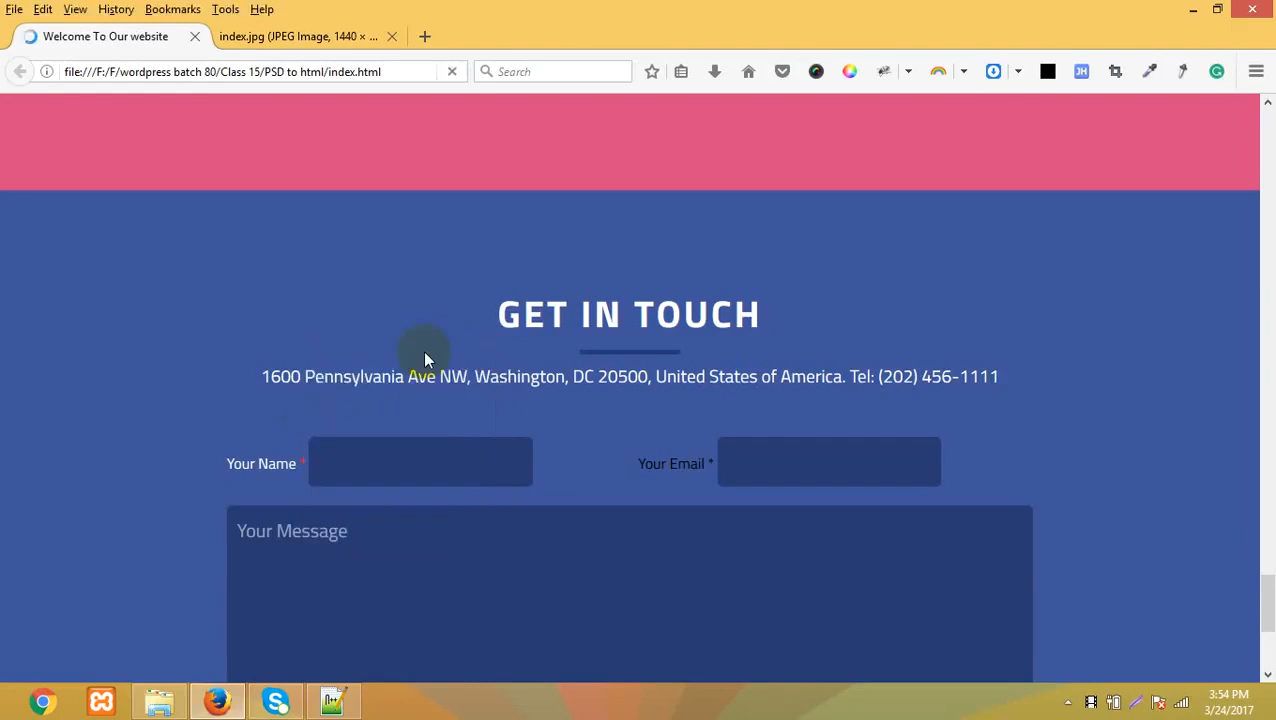 File Edit View History Bookmarks Tools Help
Welcome To Our website
index.jpg (JPEG Image, 1440 × ...
file:///F:/F/wordpress batch 80/Class 15/PSD to html/index.html
Search
JH
GET IN TOUCH
1600 Pennsylvania Ave NW, Washington, DC 20500, United States of America. Tel: (202) 456-1111
Your Name *
Your Email *
Your Message
3:54 PM
3/24/2017